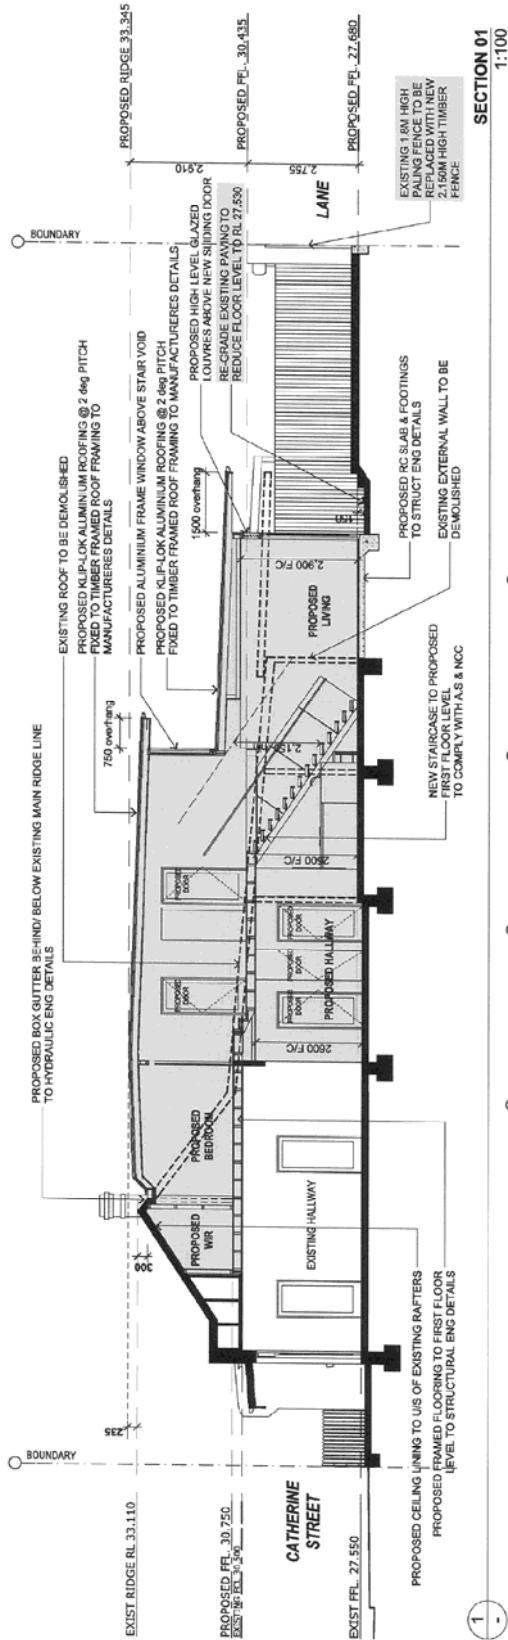 BOUNDARY
BOUNDARY
EXIST RIDGE RL 33.110
PROPOSED FFL. 30.750
EXISTING RCL 30.500
EXIST FFL. 27.550
235
300
CATHERINE
STREET
PROPOSED BOX GUTTER BEHIND/ BELOW EXISTING MAIN RIDGE LINE
TO HYDRAULIC ENG DETAILS
EXISTING ROOF TO BE DEMOLISHED
PROPOSED KLIP-LOK ALUMINIUM ROOFING @ 2 deg PITCH
FIXED TO TIMBER FRAMED ROOF FRAMING TO
MANUFACTURERES DETAILS
PROPOSED ALUMINIUM FRAME WINDOW ABOVE STAIR VOID
PROPOSED KLIP-LOK ALUMINIUM ROOFING @ 2 deg PITCH
FIXED TO TIMBER FRAMED ROOF FRAMING TO MANUFACTURERES DETAILS
PROPOSED HIGH LEVEL GLAZED
LOUVRES ABOVE NEW SLIDING DOOR
RE-GRADE EXISTING PAVING TO
REDUCE FLOOR LEVEL TO RL 27.530
750 overhang
1500 overhang
PROPOSED RIDGE 33.345
PROPOSED FFL. 30.435
PROPOSED FFL. 27.680
2,910
2,755
LANE
EXISTING 1.8M HIGH
PALING FENCE TO BE
REPLACED WITH NEW
2.150M HIGH TIMBER
FENCE
PROPOSED
WIR
PROPOSED
BEDROOM
PROPOSED
DOOR
PROPOSED
DOOR
EXISTING HALLWAY
2600 F/C
PROPOSED
DOOR
PROPOSED
DOOR
PROPOSED
DOOR
PROPOSED HALLWAY
2600 F/C
2,900 F/C
PROPOSED
LIVING
150
PROPOSED RC SLAB & FOOTINGS
TO STRUCT ENG DETAILS
EXISTING EXTERNAL WALL TO BE
DEMOLISHED
NEW STAIRCASE TO PROPOSED
FIRST FLOOR LEVEL
TO COMPLY WITH A.S & NCC
PROPOSED CEILING LINING TO U/S OF EXISTING RAFTERS
PROPOSED FRAMED FLOORING TO FIRST FLOOR
LEVEL TO STRUCTURAL ENG DETAILS
1
-
SECTION 01
1:100